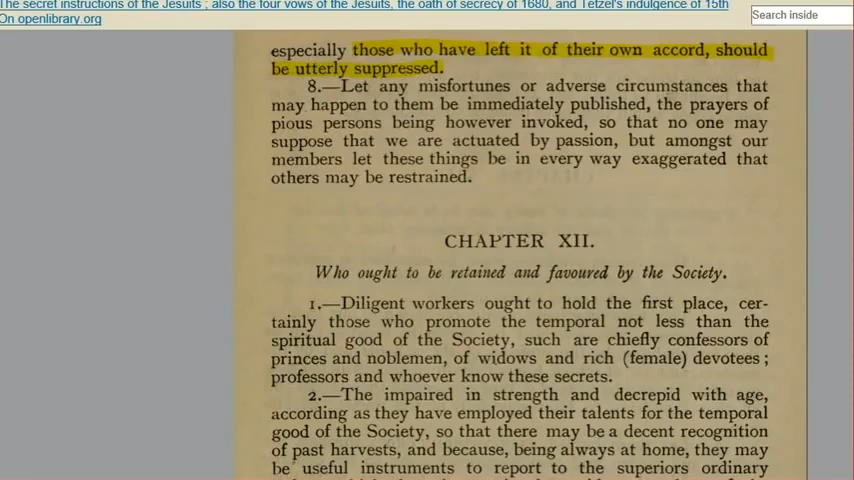 The secret instructions of the Jesuits ; also the four vows of the Jesuits, the oath of secrecy of 1680, and Tetzel's indulgence of 15th
On openlibrary.org
Search inside
especially those who have left it of their own accord, should
be utterly suppressed.
8.—Let any misfortunes or adverse circumstances that
may happen to them be immediately published, the prayers of
pious persons being however invoked, so that no one may
suppose that we are actuated by passion, but amongst our
members let these things be in every way exaggerated that
others may be restrained.
CHAPTER XII.
Who ought to be retained and favoured by the Society.
1.—Diligent workers ought to hold the first place, cer-
tainly those who promote the temporal not less than the
spiritual good of the Society, such are chiefly confessors of
princes and noblemen, of widows and rich (female) devotees ;
professors and whoever know these secrets.
2.—The impaired in strength and decrepid with age,
according as they have employed their talents for the temporal
good of the Society, so that there may be a decent recognition
of past harvests, and because, being always at home, they may
be useful instruments to report to the superiors ordinary